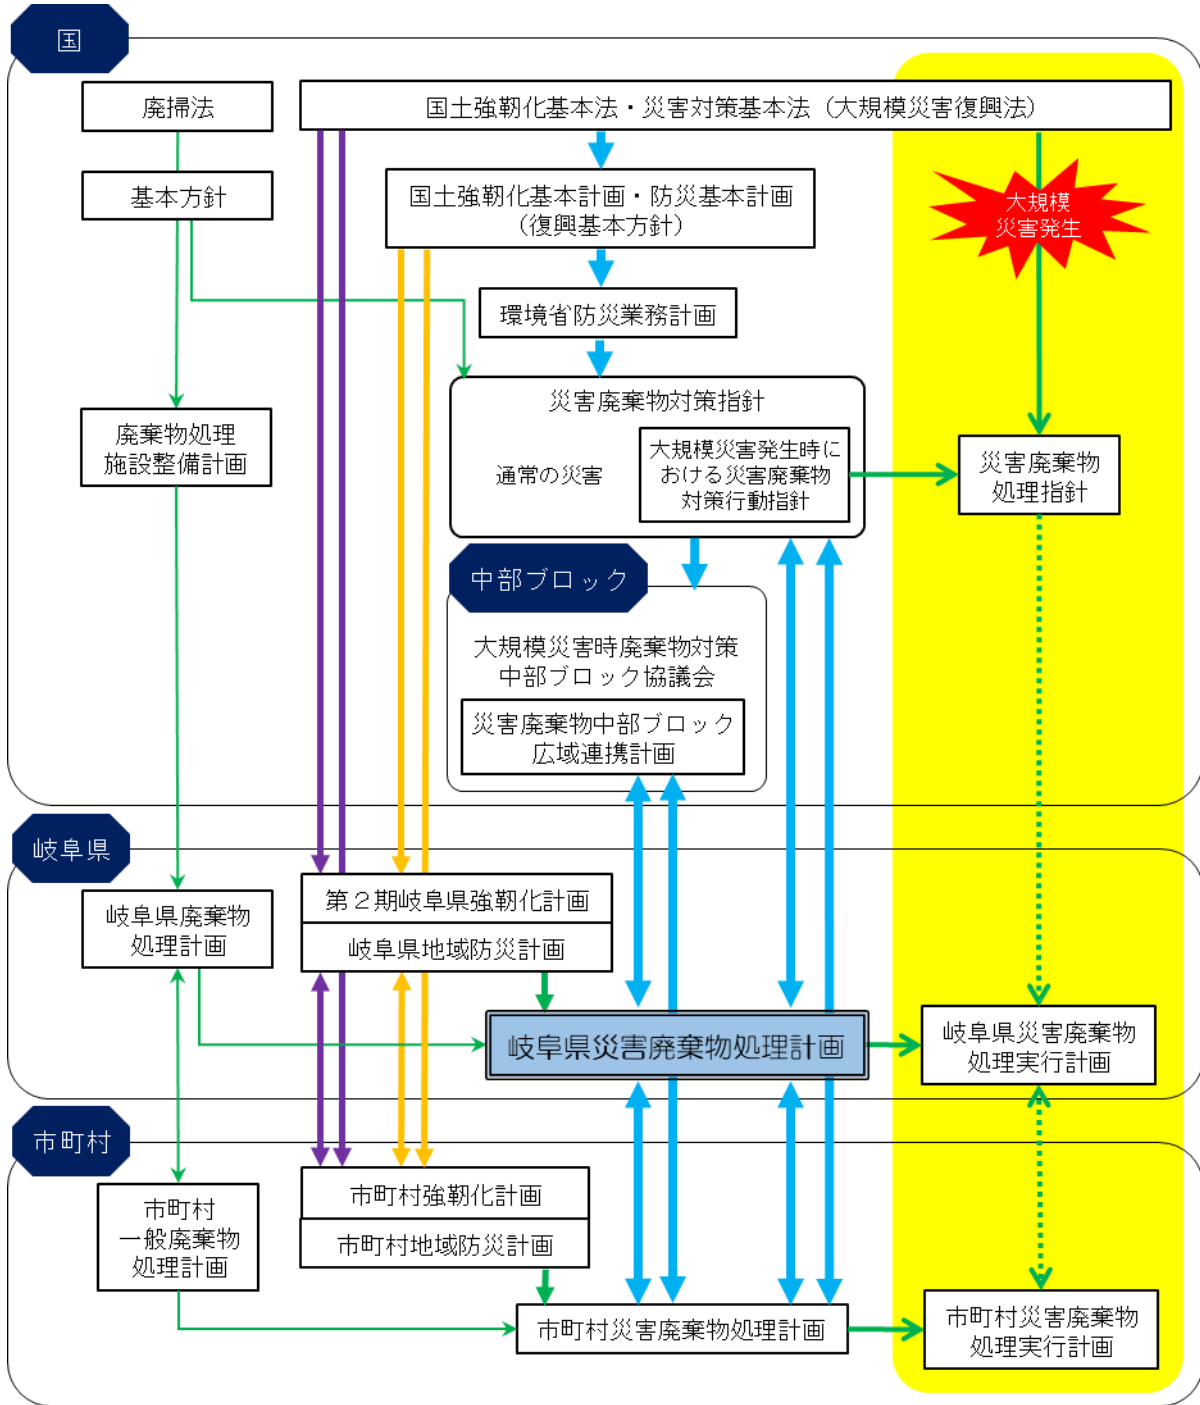 国
廃掃法
国土強靭化基本法・災害対策基本法（大規模災害復興法）
基本方針
国土強靭化基本計画・防災基本計画
（復興基本方針）
大規模
災害発生
環境省防災業務計画
災害廃棄物対策指針
廃棄物処理
施設整備計画
通常の災害
大規模災害発生時に
おける災害廃棄物
対策行動指針
災害廃棄物
処理指針
中部ブロック
大規模災害時廃棄物対策
中部ブロック協議会
災害廃棄物中部ブロック
広域連携計画
岐阜県
岐阜県廃棄物
処理計画
第２期岐阜県強靭化計画
岐阜県地域防災計画
岐阜県災害廃棄物処理計画
岐阜県災害廃棄物
処理実行計画
市町村
市町村
一般廃棄物
処理計画
市町村強靭化計画
市町村地域防災計画
市町村災害廃棄物処理計画
市町村災害廃棄物
処理実行計画